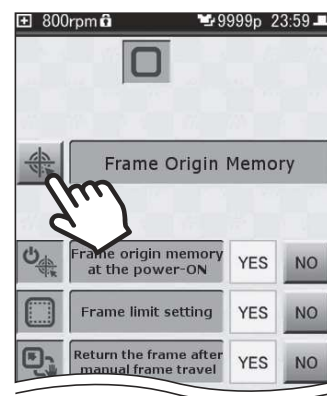 800rpm 9999p 23:59
Frame Origin Memory
Frame origin memory
at the power-ON YES NO
Frame limit setting YES NO
Return the frame after
manual frame travel YES NO